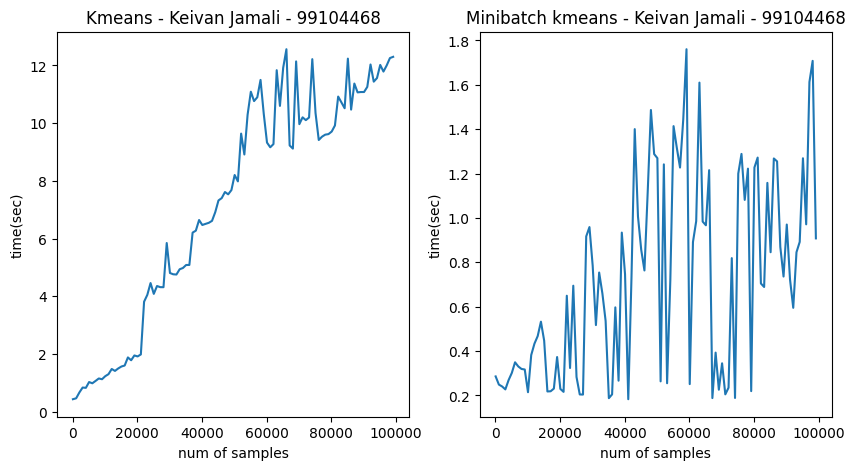 Kmeans - Keivan Jamali - 99104468
12
10
8
6
4
2
0
time(sec)
0 20000 40000 60000 80000 100000
num of samples
Minibatch kmeans - Keivan Jamali - 99104468
1.8
1.6
1.4
1.2
1.0
0.8
0.6
0.4
0.2
time(sec)
0 20000 40000 60000 80000 100000
num of samples